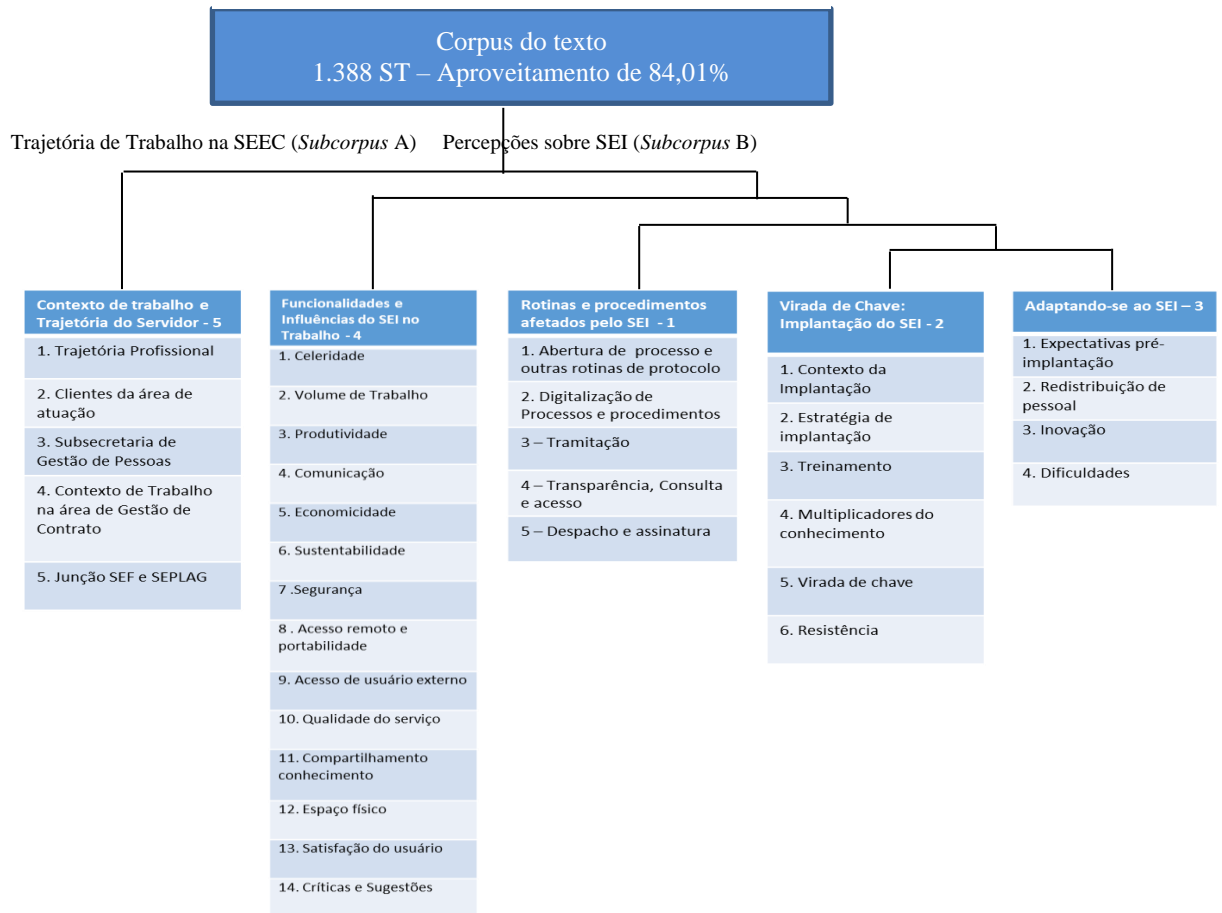 Corpus do texto
1.388 ST – Aproveitamento de 84,01%
Trajetória de Trabalho na SEEC (Subcorpus A) Percepções sobre SEI (Subcorpus B)
Contexto de trabalho e
Trajetória do Servidor - 5
1. Trajetória Profissional
2. Clientes da área de
atuação
3. Subsecretaria de
Gestão de Pessoas
4. Contexto de Trabalho
na área de Gestão de
Contrato
5. Junção SEF e SEPLAG
Funcionalidades e
Influências do SEI no
Trabalho - 4
1. Celeridade
2. Volume de Trabalho
3. Produtividade
4. Comunicação
5. Economicidade
6. Sustentabilidade
7 .Segurança
8 . Acesso remoto e
portabilidade
9. Acesso de usuário externo
10. Qualidade do serviço
11. Compartilhamento
conhecimento
12. Espaço físico
13. Satisfação do usuário
14. Críticas e Sugestões
Rotinas e procedimentos
afetados pelo SEI - 1
1. Abertura de processo e
outras rotinas de protocolo
2. Digitalização de
Processos e procedimentos
3 – Tramitação
4 – Transparência, Consulta
e acesso
5 – Despacho e assinatura
Virada de Chave:
Implantação do SEI - 2
1. Contexto da
Implantação
2. Estratégia de
implantação
3. Treinamento
4. Multiplicadores do
conhecimento
5. Virada de chave
6. Resistência
Adaptando-se ao SEI – 3
1. Expectativas pré-
implantação
2. Redistribuição de
pessoal
3. Inovação
4. Dificuldades